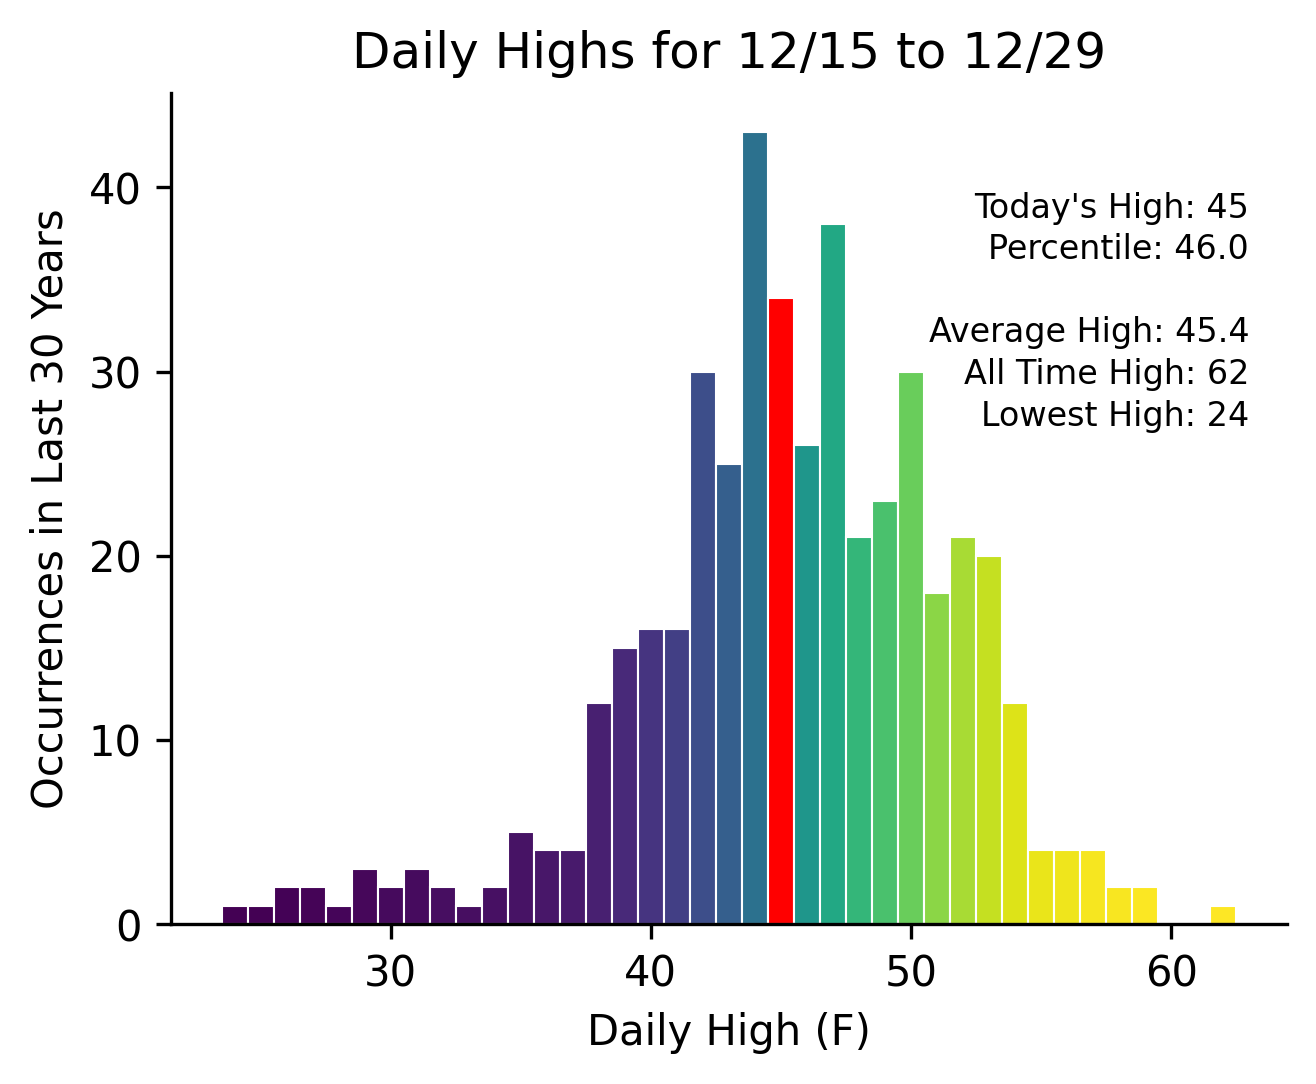 Daily Highs for 12/15 to 12/29
Occurrences in Last 30 Years
40
30
20
10
0
Today's High: 45
Percentile: 46.0
Average High: 45.4
All Time High: 62
Lowest High: 24
30 40 50 60
Daily High (F)